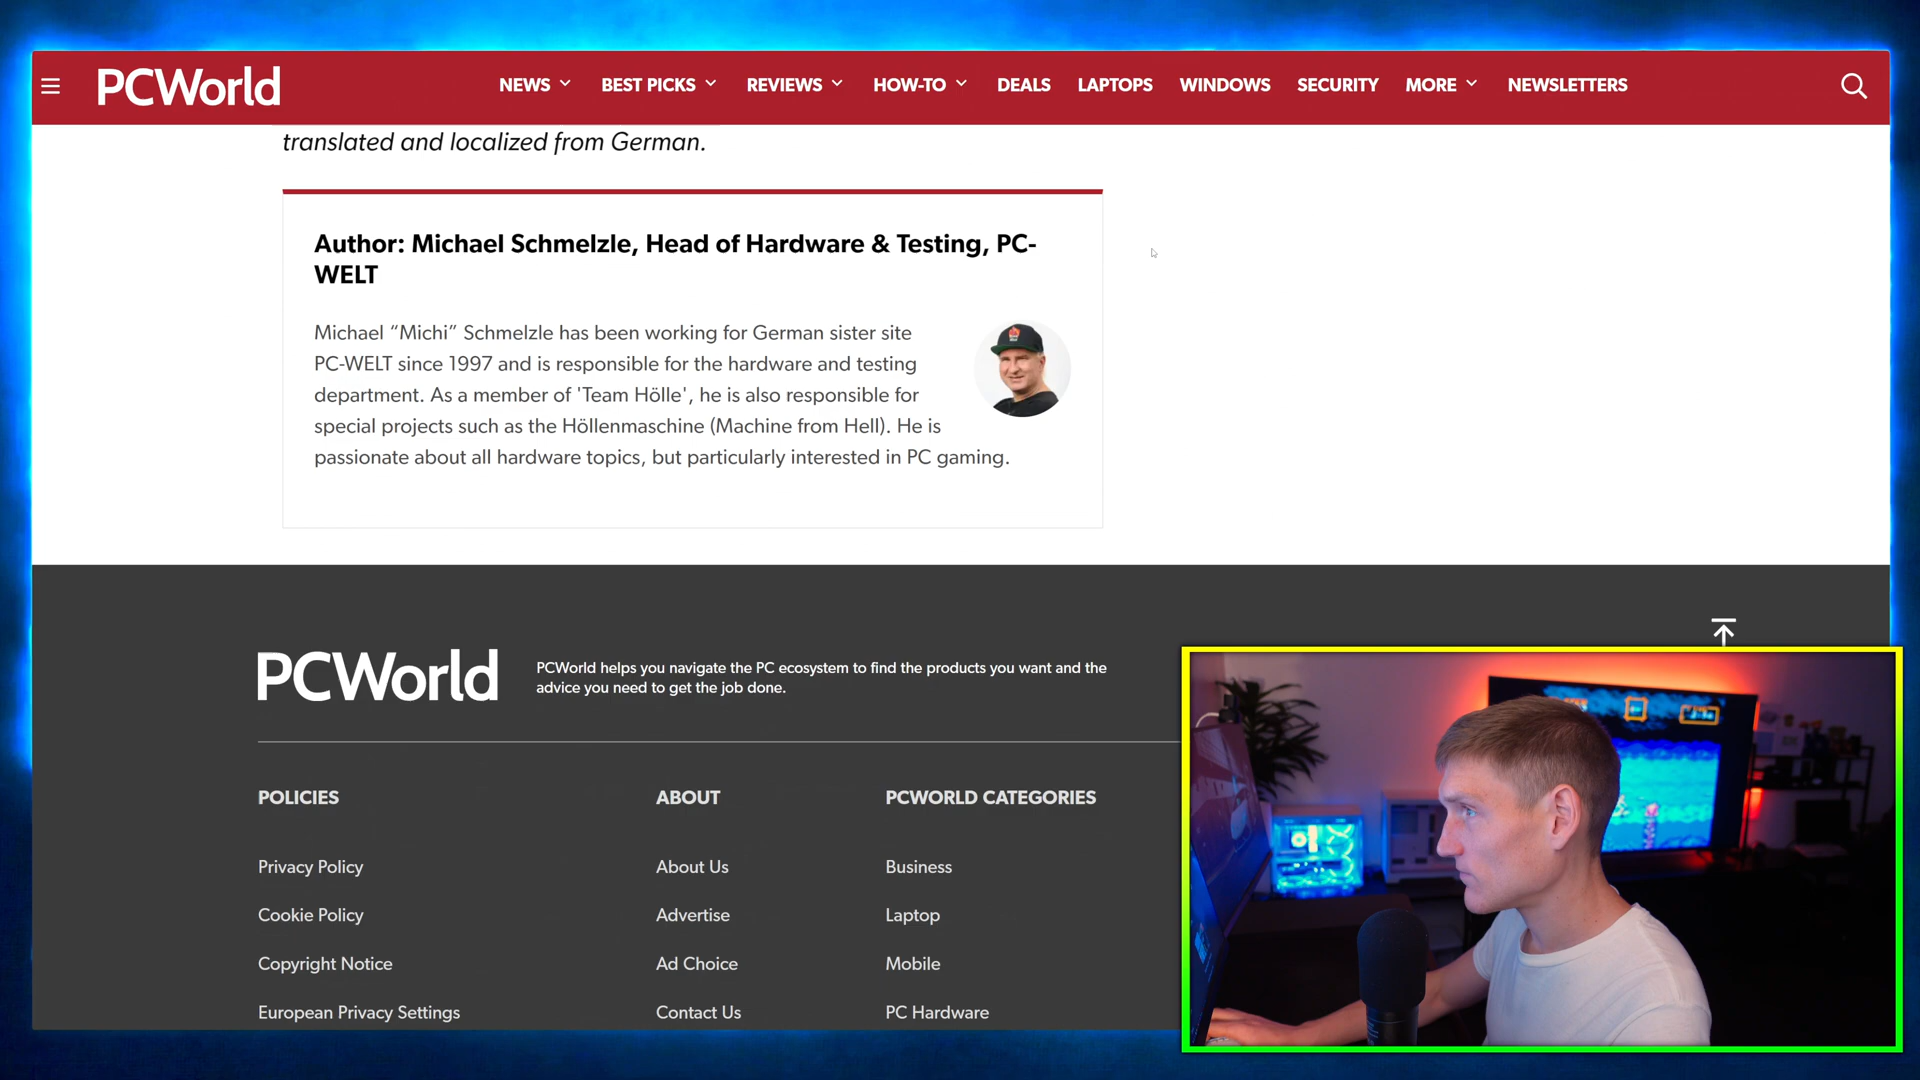 PCWorld
NEWS
BEST PICKS
REVIEWS
HOW-TO
DEALS
LAPTOPS
WINDOWS
SECURITY
MORE
NEWSLETTERS
translated and localized from German.
Author: Michael Schmelzle, Head of Hardware & Testing, PC-
WELT
Michael “Michi” Schmelzle has been working for German sister site
PC-WELT since 1997 and is responsible for the hardware and testing
department. As a member of 'Team Hölle', he is also responsible for
special projects such as the Höllenmaschine (Machine from Hell). He is
passionate about all hardware topics, but particularly interested in PC gaming.
PCWorld
PCWorld helps you navigate the PC ecosystem to find the products you want and the
advice you need to get the job done.
POLICIES
ABOUT
PCWORLD CATEGORIES
Privacy Policy
About Us
Business
Cookie Policy
Advertise
Laptop
Copyright Notice
Ad Choice
Mobile
European Privacy Settings
Contact Us
PC Hardware